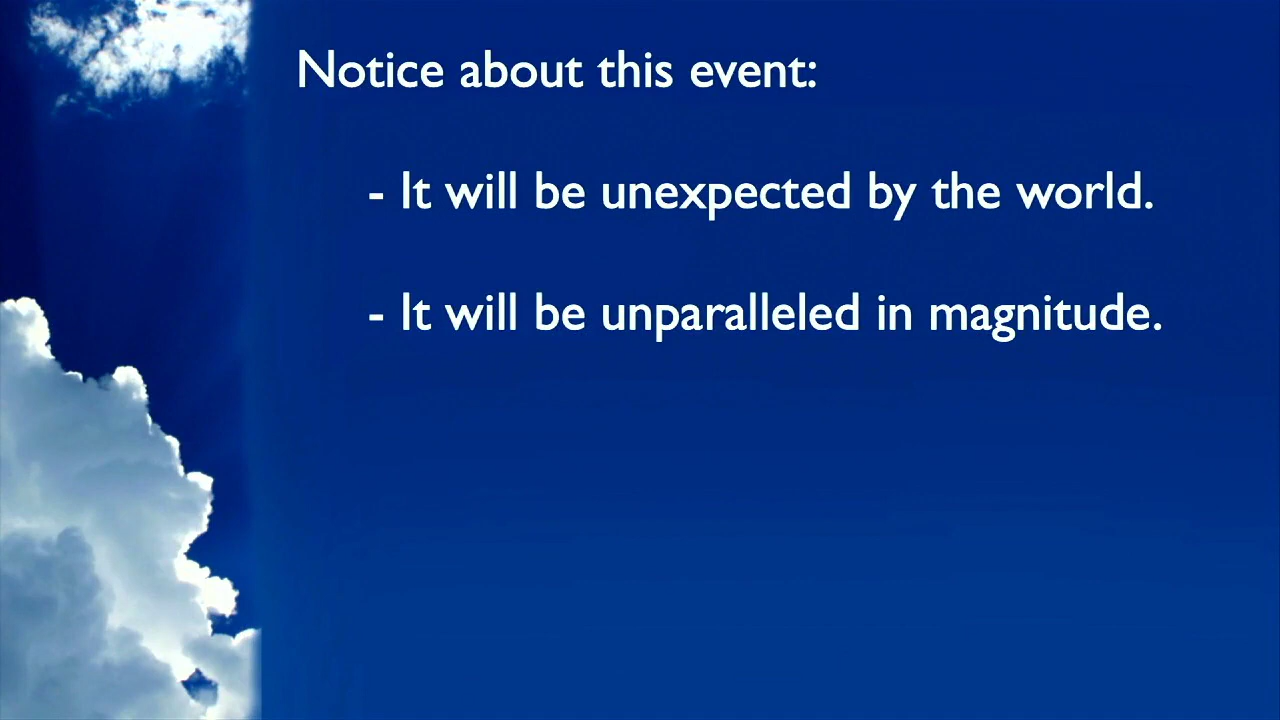 Notice about this event:
- It will be unexpected by the world.
- It will be unparalleled in magnitude.